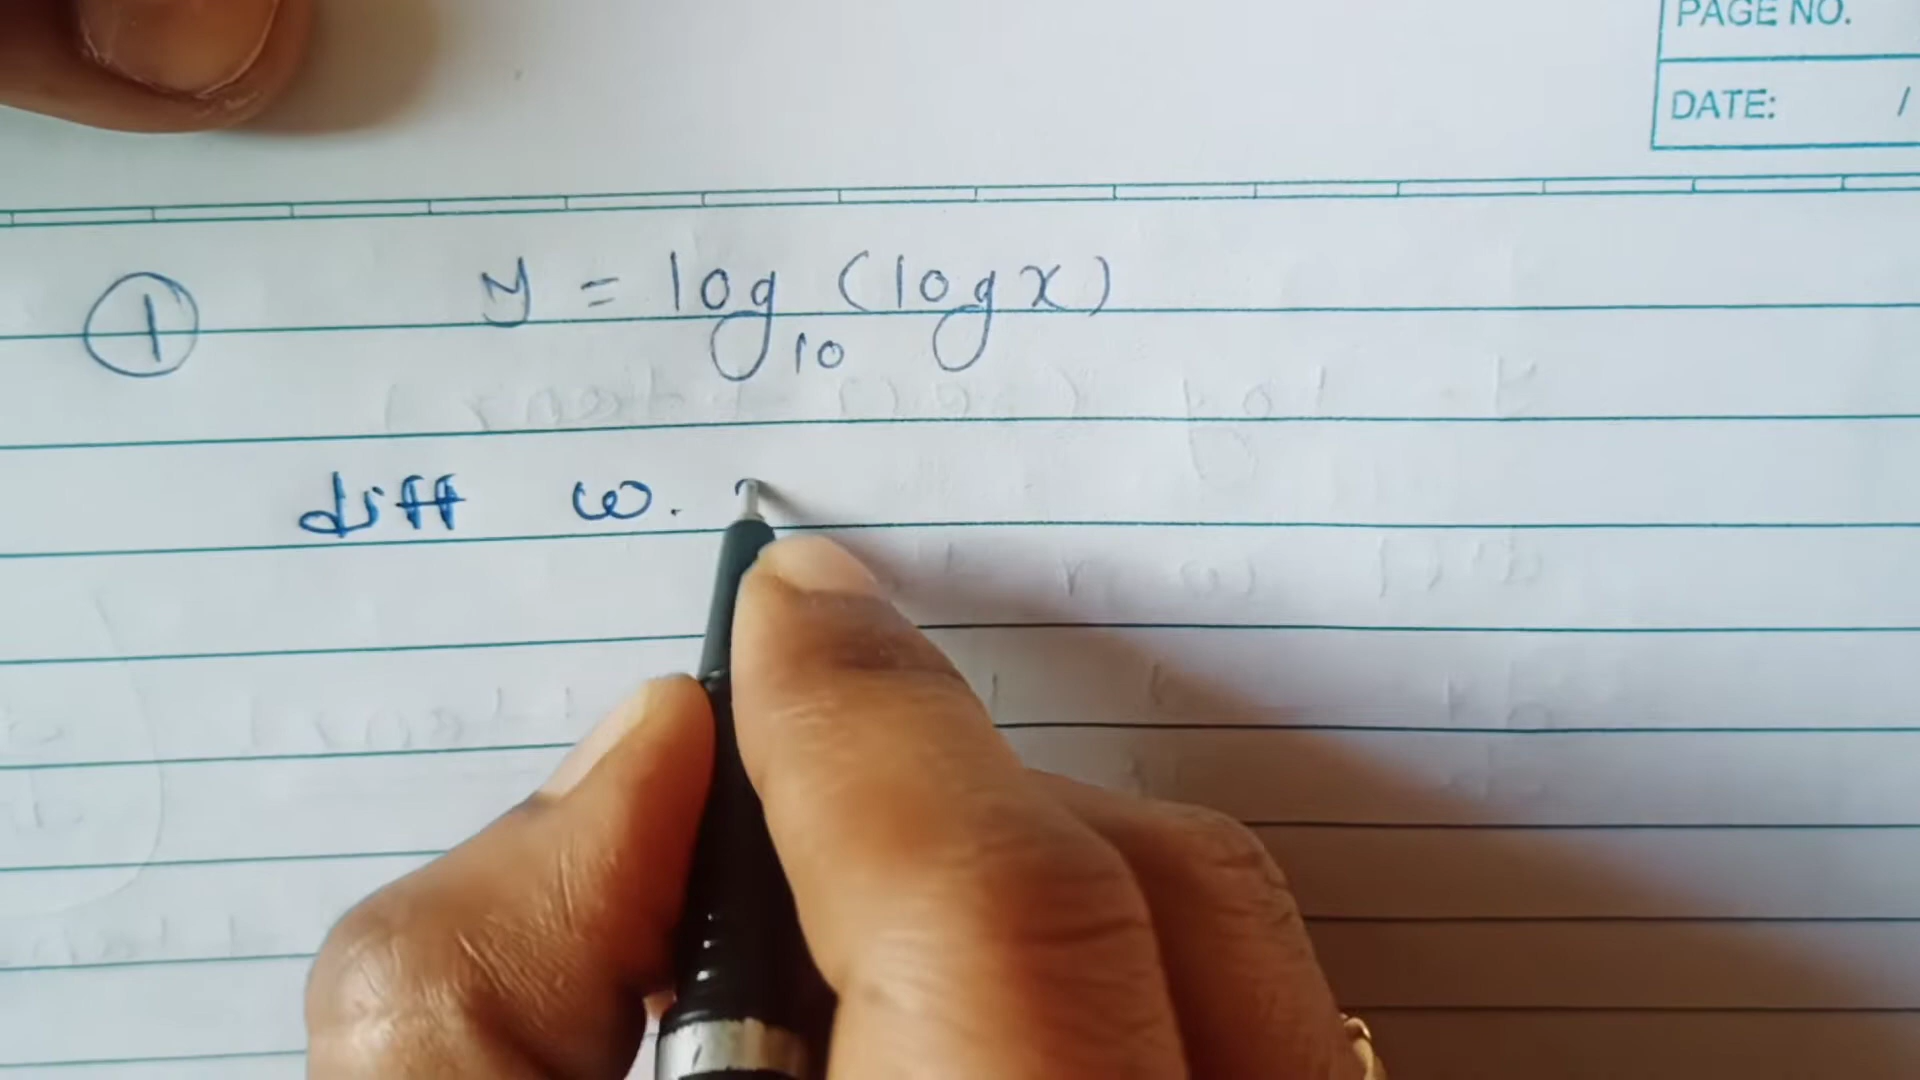 PAGE NO.
DATE: /
1 y = log₁₀ (log x)
diff w.